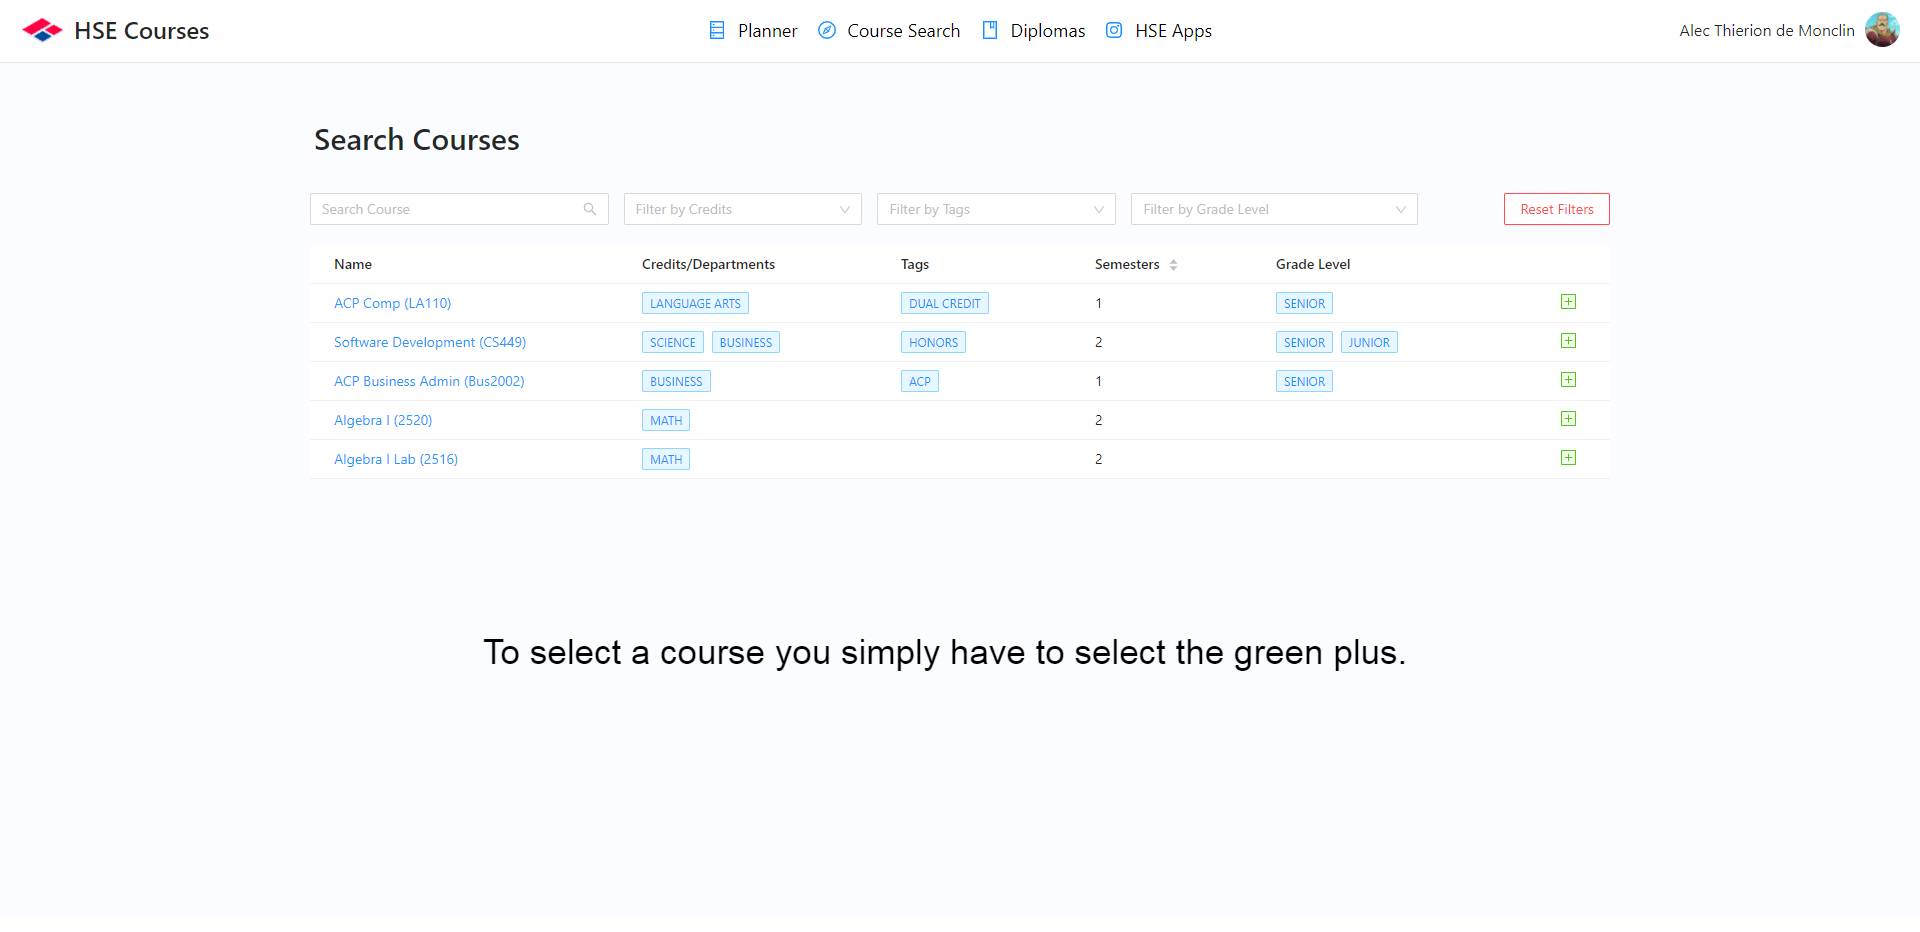 HSE Courses Planner Course Search Diplomas HSE Apps Alec Thierion de Monclin
Search Courses
Search Course Filter by Credits Filter by Tags Filter by Grade Level Reset Filters
Name Credits/Departments Tags Semesters Grade Level
ACP Comp (LA110) LANGUAGE ARTS DUAL CREDIT 1 SENIOR
Software Development (CS449) SCIENCE BUSINESS HONORS 2 SENIOR JUNIOR
ACP Business Admin (Bus2002) BUSINESS ACP 1 SENIOR
Algebra I (2520) MATH 2
Algebra I Lab (2516) MATH 2
To select a course you simply have to select the green plus.